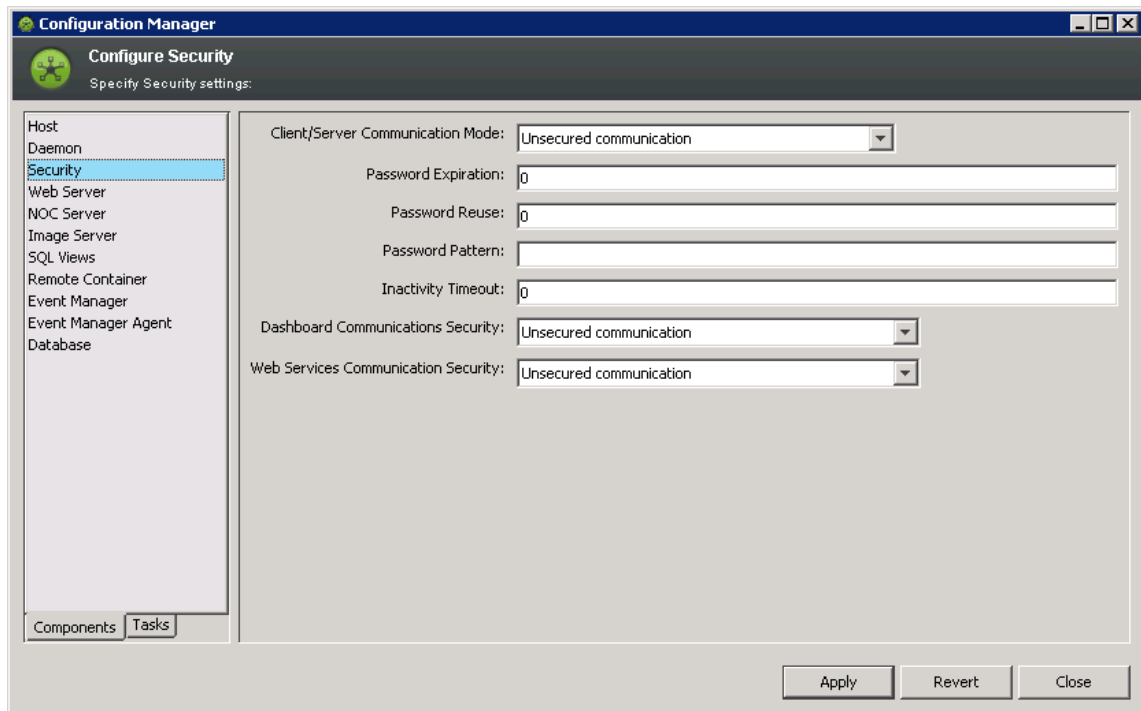 Configuration Manager
Configure Security
Specify Security settings:
Host
Daemon
Security
Web Server
NOC Server
Image Server
SQL Views
Remote Container
Event Manager
Event Manager Agent
Database
Components
Tasks
Client/Server Communication Mode: Unsecured communication
Password Expiration: 0
Password Reuse: 0
Password Pattern:
Inactivity Timeout: 0
Dashboard Communications Security: Unsecured communication
Web Services Communication Security: Unsecured communication
Apply Revert Close